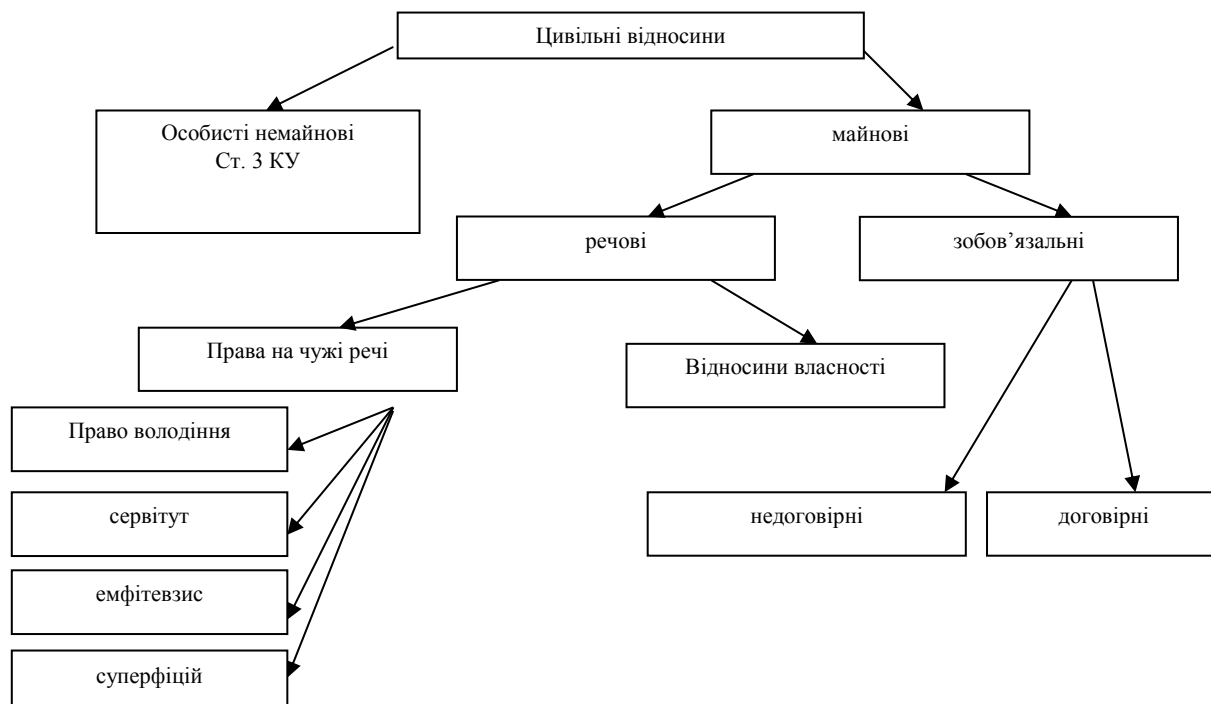 Цивільні відносини
Особисті немайнові
Ст. 3 КУ
майнові
речові
зобов’язальні
Права на чужі речі
Відносини власності
Право володіння
сервітут
недоговірні
договірні
емфітевзис
суперфіцій